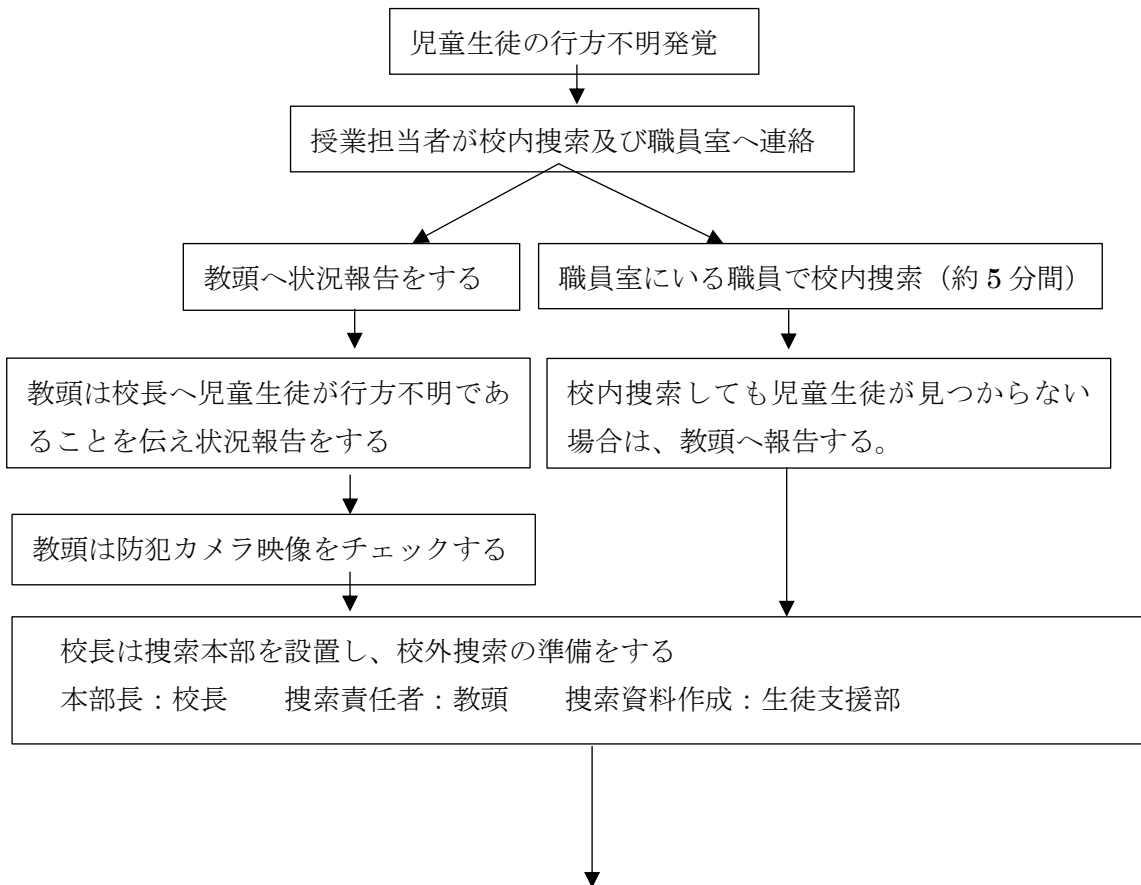 児童生徒の行方不明発覚
授業担当者が校内捜索及び職員室へ連絡
教頭へ状況報告をする
職員室にいる職員で校内捜索（約 5 分間）
教頭は校長へ児童生徒が行方不明であ
ることを伝え状況報告をする
校内捜索しても児童生徒が見つからない
場合は、教頭へ報告する。
教頭は防犯カメラ映像をチェックする
校長は捜索本部を設置し、校外捜索の準備をする
本部長：校長　　捜索責任者：教頭　　捜索資料作成：生徒支援部